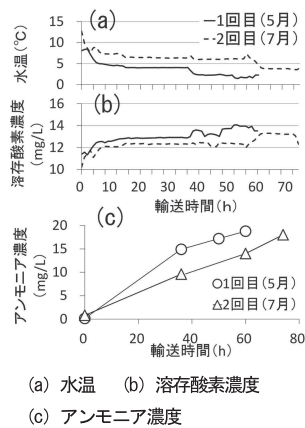 (a)
1回目(5月)
2回目(7月)
水温(℃)
15
10
5
0
(b)
溶存酸素濃度
(mg/L)
16
14
12
10
0 10 20 30 40 50 60 70
輸送時間(h)
(c)
アンモニア濃度
(mg/L)
20
15
10
5
0
1回目(5月)
2回目(7月)
0 20 40 60 80
輸送時間(h)
(a) 水温 (b) 溶存酸素濃度
(c) アンモニア濃度